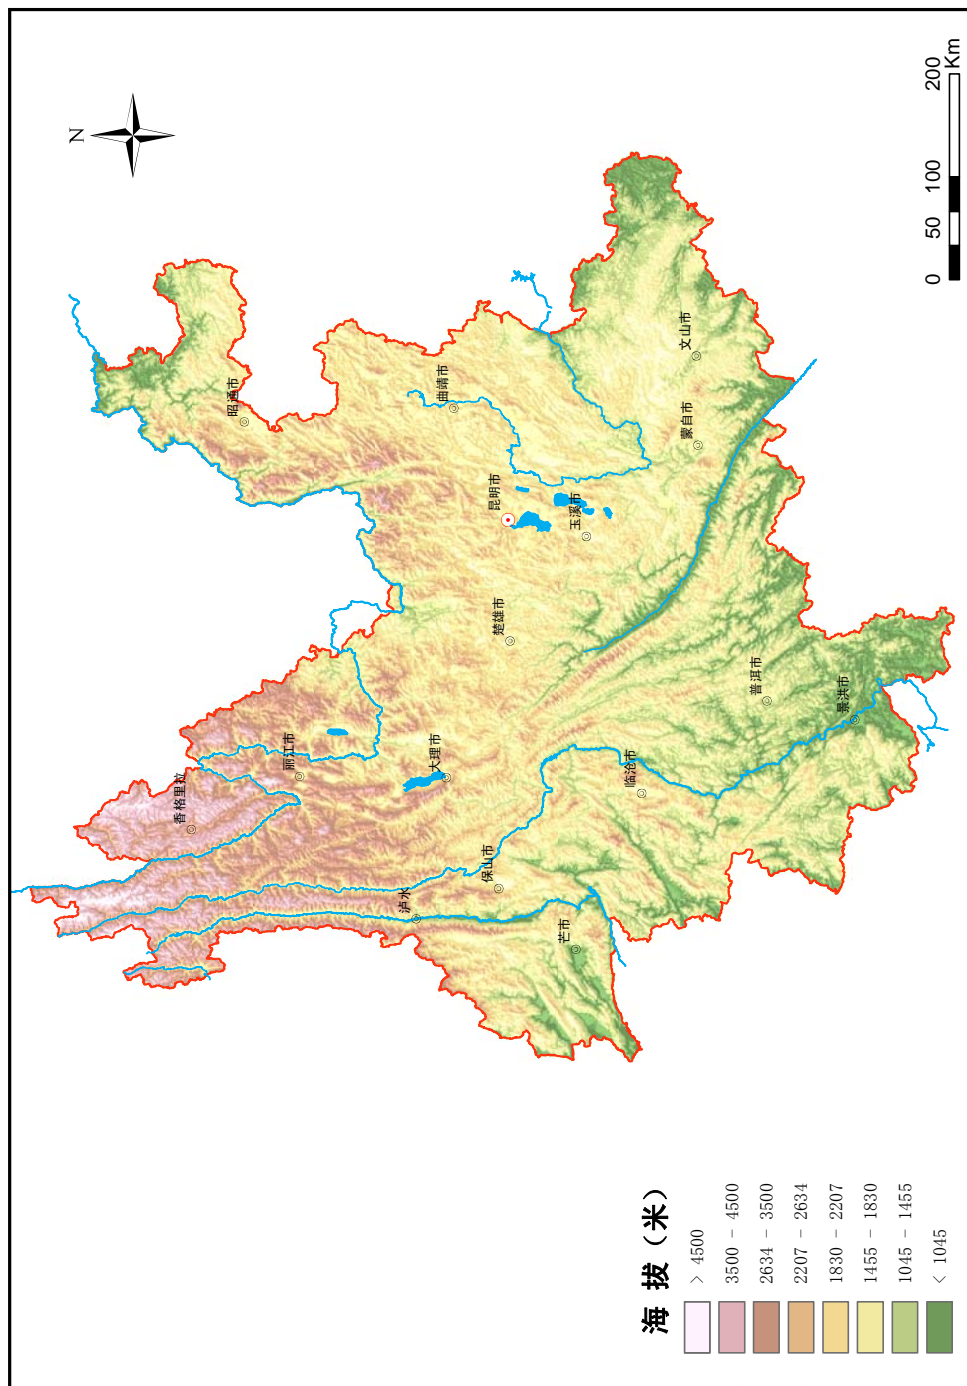 N
昭通市
曲靖市
昆明市
玉溪市
文山市
蒙自市
楚雄市
普洱市
景洪市
香格里拉
丽江市
大理市
临沧市
保山市
泸水
芒市
0 50 100 200
Km
海 拔 (米)
> 4500
3500 - 4500
2634 - 3500
2207 - 2634
1830 - 2207
1455 - 1830
1045 - 1455
< 1045